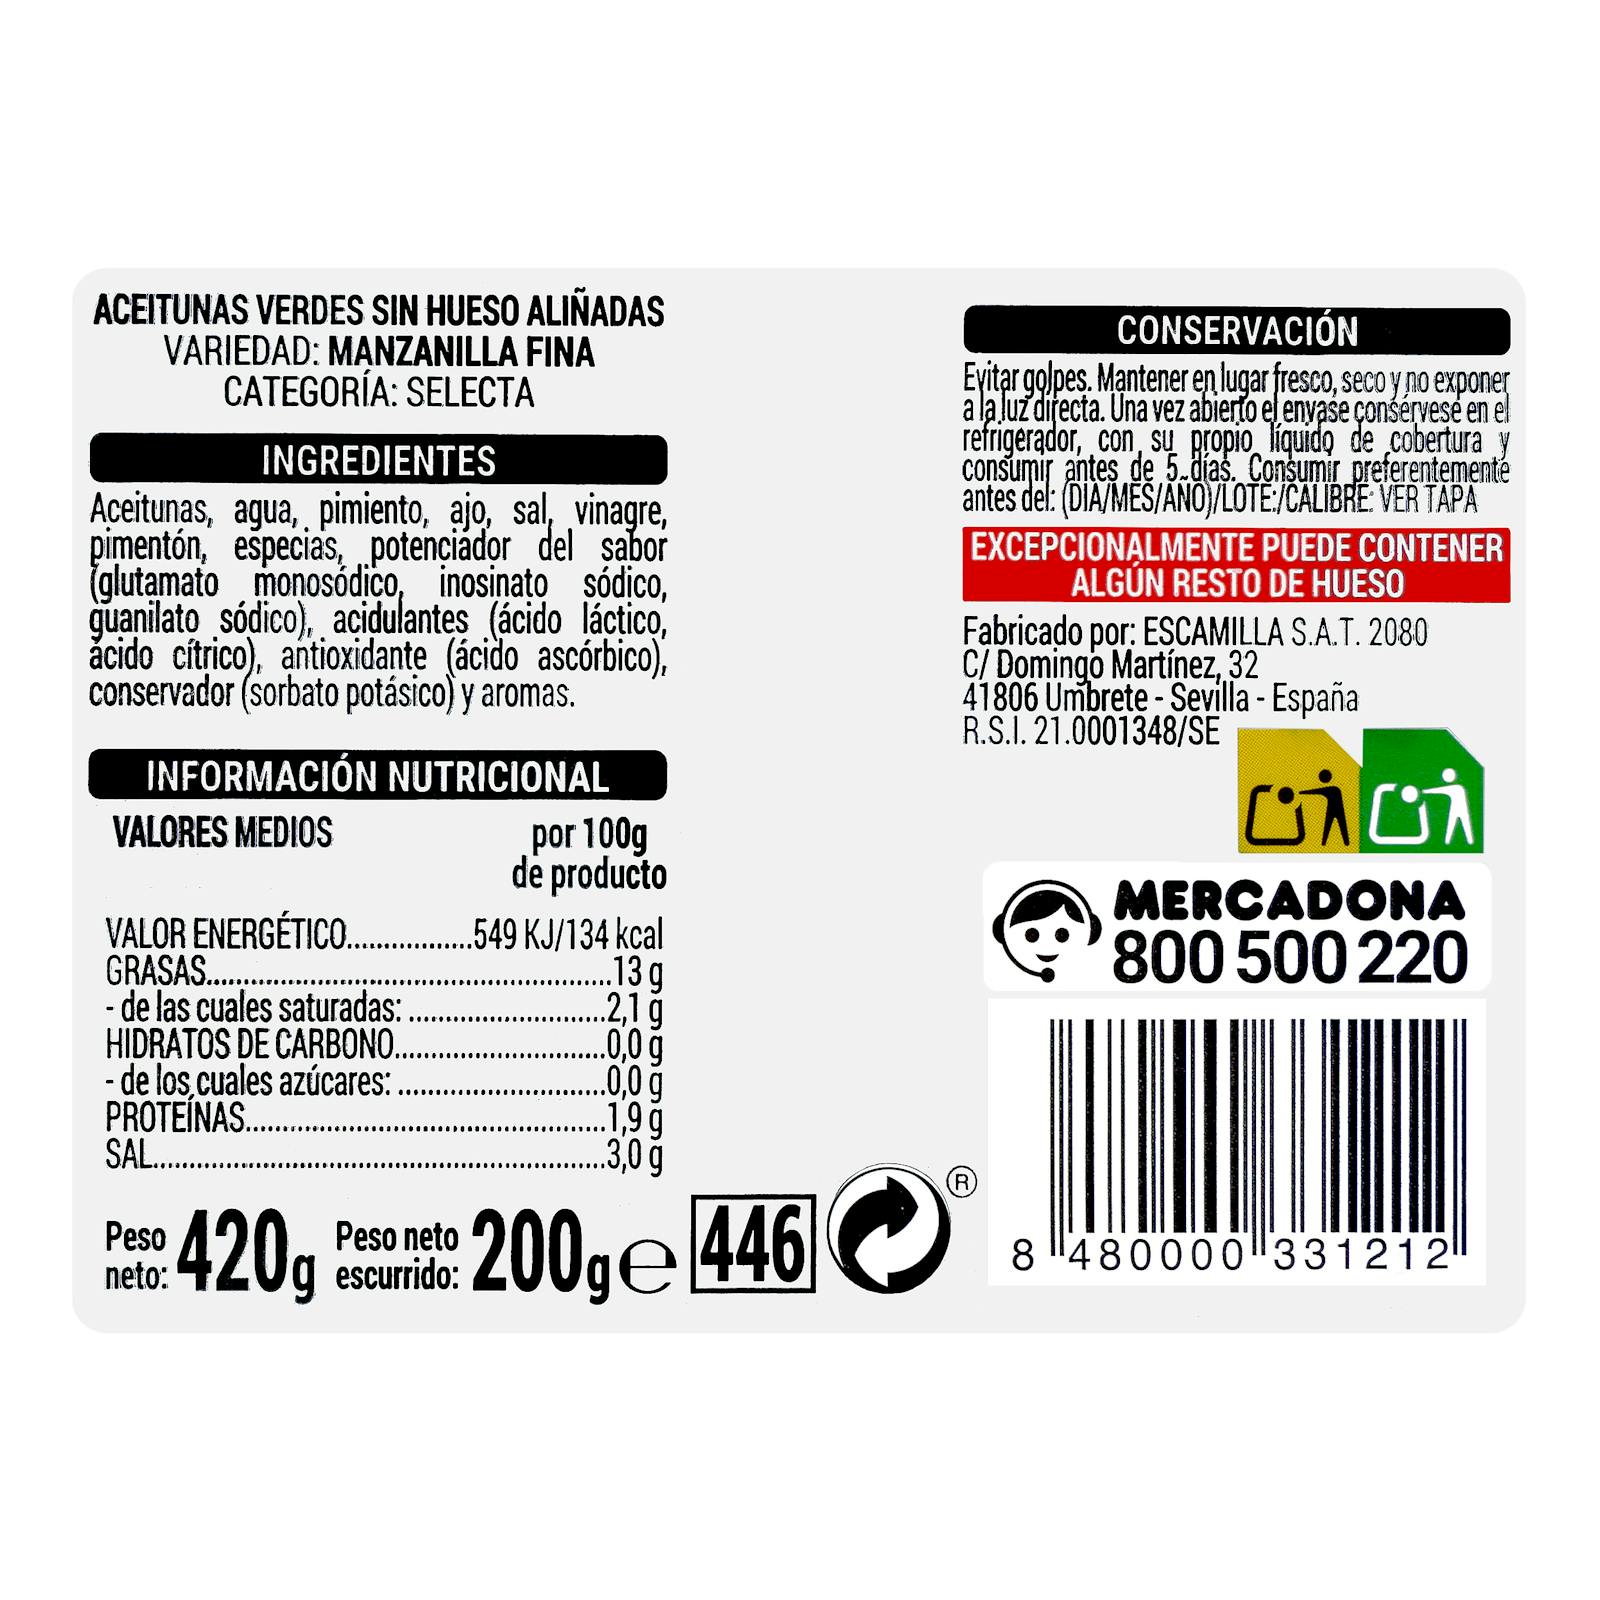 ACEITUNAS VERDES SIN HUESO ALIÑADAS
VARIEDAD: MANZANILLA FINA
CATEGORÍA: SELECTA
INGREDIENTES
Aceitunas, agua, pimiento, ajo, sal, vinagre,
pimentón, especias, potenciador del sabor
(glutamato monosódico, inosinato sódico,
guanilato sódico), acidulantes (ácido láctico,
ácido cítrico), antioxidante (ácido ascórbico),
conservador (sorbato potásico) y aromas.
INFORMACIÓN NUTRICIONAL
VALORES MEDIOS por 100g
de producto
VALOR ENERGÉTICO..................549 KJ/134 kcal
GRASAS..........................................................13 g
- de las cuales saturadas: ............................2,1 g
HIDRATOS DE CARBONO..............................0,0 g
- de los cuales azúcares: .............................0,0 g
PROTEÍNAS....................................................1,9 g
SAL.................................................................3,0 g
Peso neto: 420g Peso neto escurrido: 200g e 446 ®
CONSERVACIÓN
Evitar golpes. Mantener en lugar fresco, seco y no exponer
a la luz directa. Una vez abierto el envase consérvese en el
refrigerador, con su propio líquido de cobertura y
consumir antes de 5 días. Consumir preferentemente
antes del: (DÍA/MES/AÑO)/LOTE:/CALIBRE: VER TAPA
EXCEPCIONALMENTE PUEDE CONTENER
ALGÚN RESTO DE HUESO
Fabricado por: ESCAMILLA S.A.T. 2080
C/ Domingo Martínez, 32
41806 Umbrete - Sevilla - España
R.S.I. 21.0001348/SE
MERCADONA
800 500 220
8 480000 331212